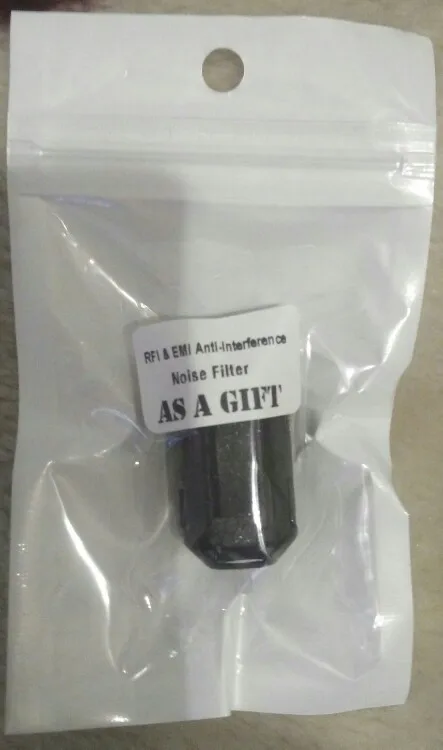 RFI & EMI Anti-Interference
Noise Filter
AS A GIFT